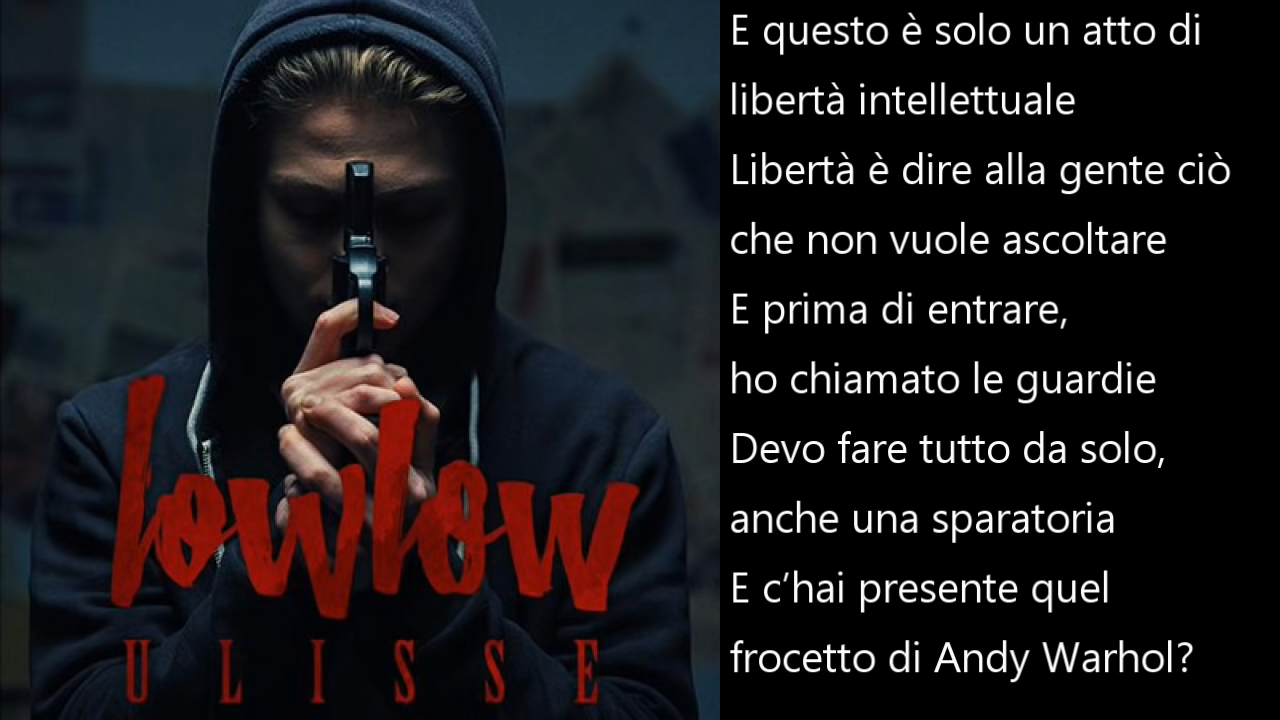 lowlow
ULISSE
E questo è solo un atto di
libertà intellettuale
Libertà è dire alla gente ciò
che non vuole ascoltare
E prima di entrare,
ho chiamato le guardie
Devo fare tutto da solo,
anche una sparatoria
E c’hai presente quel
frocetto di Andy Warhol?